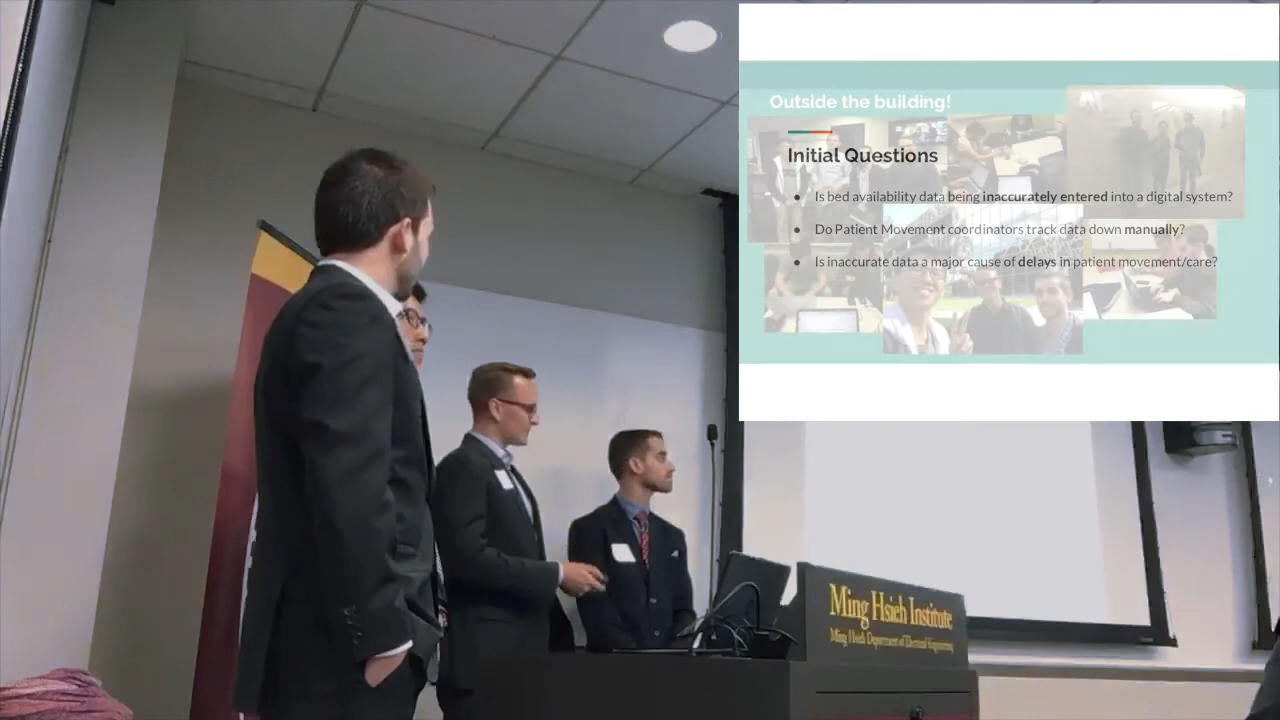 Outside the building!
Initial Questions
● Is bed availability data being inaccurately entered into a digital system?
● Do Patient Movement coordinators track data down manually?
● Is inaccurate data a major cause of delays in patient movement/care?
Ming Hsieh Institute
Ming Hsieh Department of Electrical Engineering